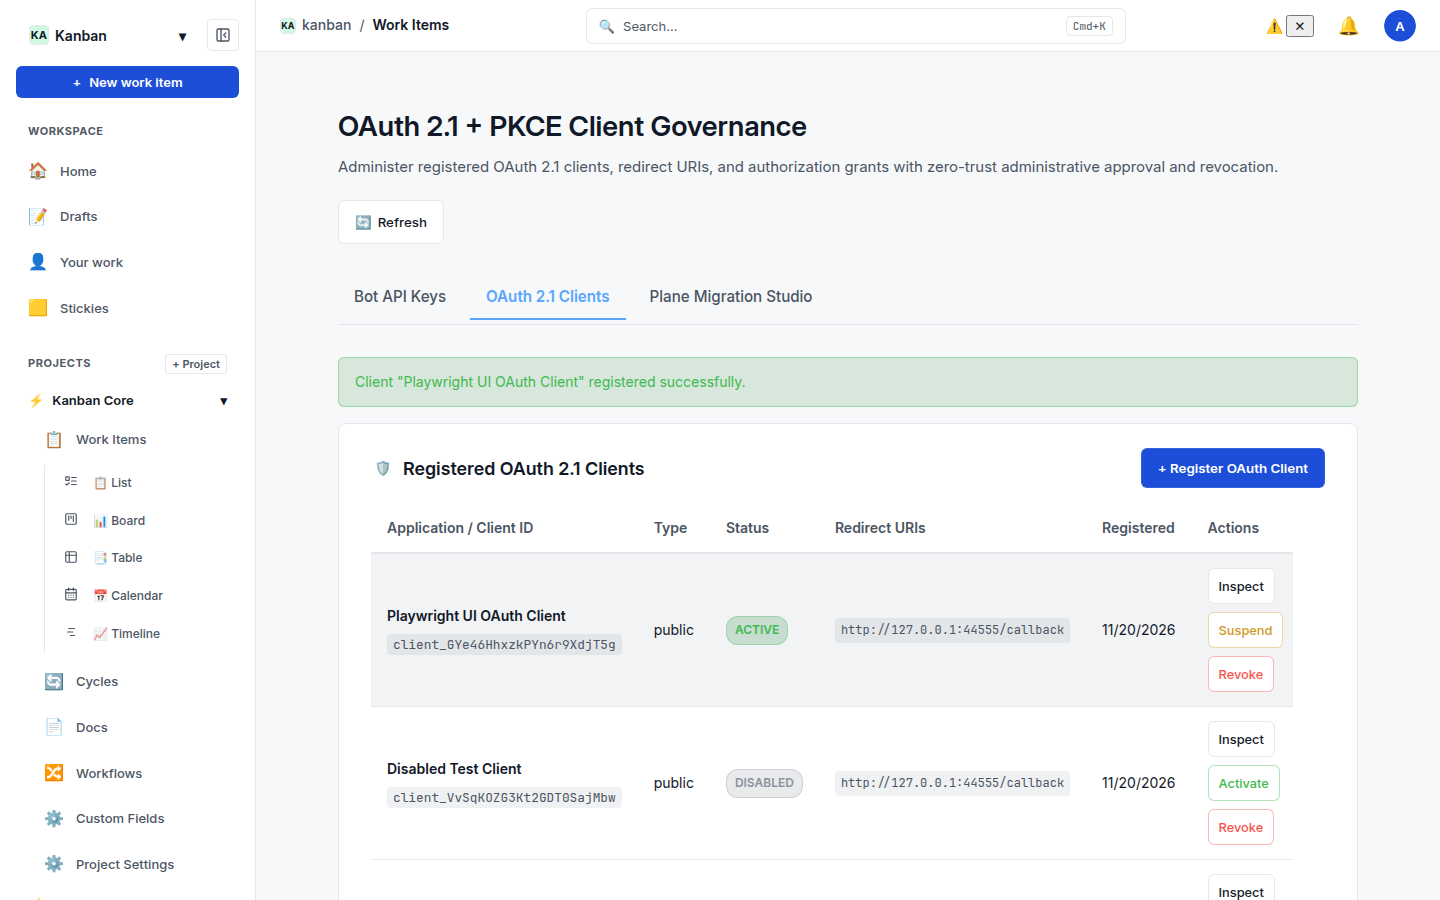 KA Kanban ▾
+ New work item
WORKSPACE
Home
Drafts
Your work
Stickies
PROJECTS
+ Project
Kanban Core ▾
Work Items
List
Board
Table
Calendar
Timeline
Cycles
Docs
Workflows
Custom Fields
Project Settings
KA kanban / Work Items
Search...
Cmd+K
✕
A
OAuth 2.1 + PKCE Client Governance
Administer registered OAuth 2.1 clients, redirect URIs, and authorization grants with zero-trust administrative approval and revocation.
Refresh
Bot API Keys
OAuth 2.1 Clients
Plane Migration Studio
Client "Playwright UI OAuth Client" registered successfully.
Registered OAuth 2.1 Clients
+ Register OAuth Client
Application / Client ID Type Status Redirect URIs Registered Actions
Playwright UI OAuth Client
client_GYe46HhxzkPYn6r9XdjT5g
public
ACTIVE
http://127.0.0.1:44555/callback
11/20/2026
Inspect
Suspend
Revoke
Disabled Test Client
client_VvSqKOZG3Kt2GDT0SajMbw
public
DISABLED
http://127.0.0.1:44555/callback
11/20/2026
Inspect
Activate
Revoke
Inspect